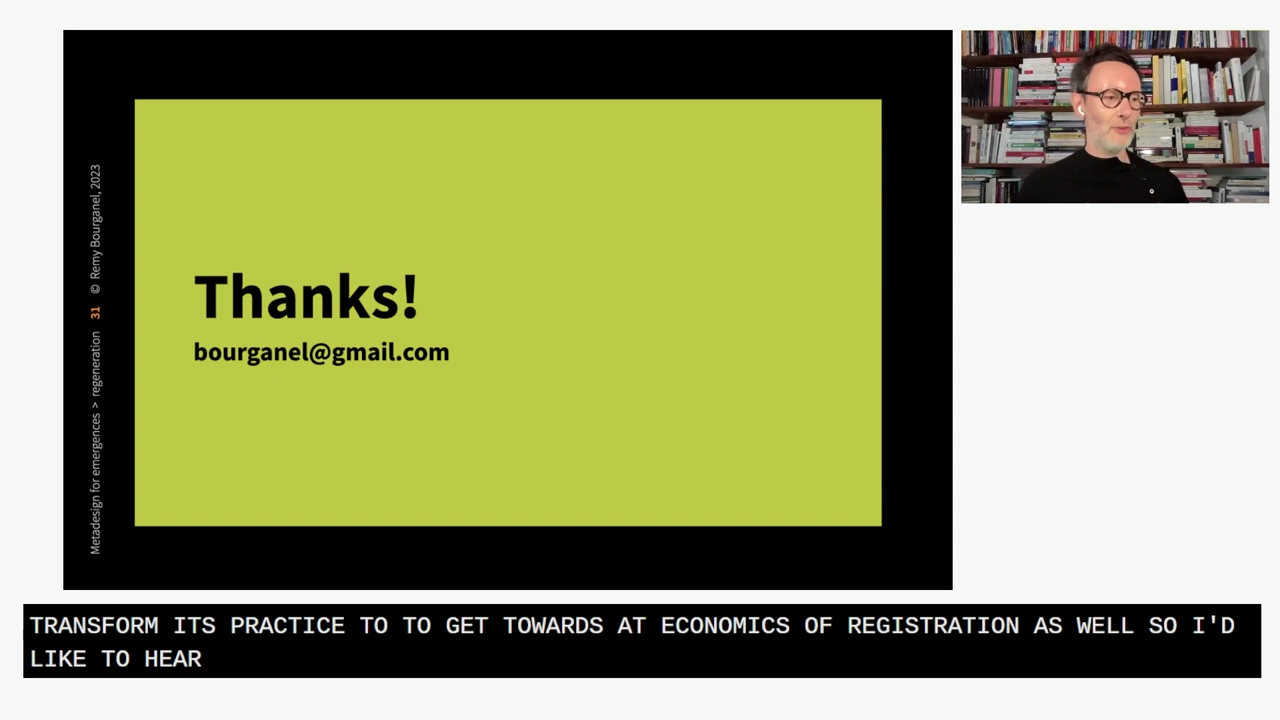 Metadesign for emergences > regeneration 31 © Remy Bourganel, 2023
Thanks!
bourganel@gmail.com
TRANSFORM ITS PRACTICE TO TO GET TOWARDS AT ECONOMICS OF REGISTRATION AS WELL SO I'D
LIKE TO HEAR